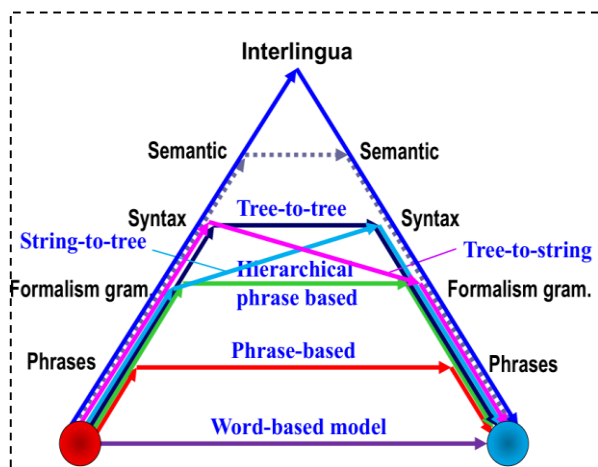 Interlingua
Semantic
Semantic
Syntax
Tree-to-tree
Syntax
String-to-tree
Tree-to-string
Formalism gram.
Hierarchical
phrase based
Formalism gram.
Phrases
Phrase-based
Phrases
Word-based model